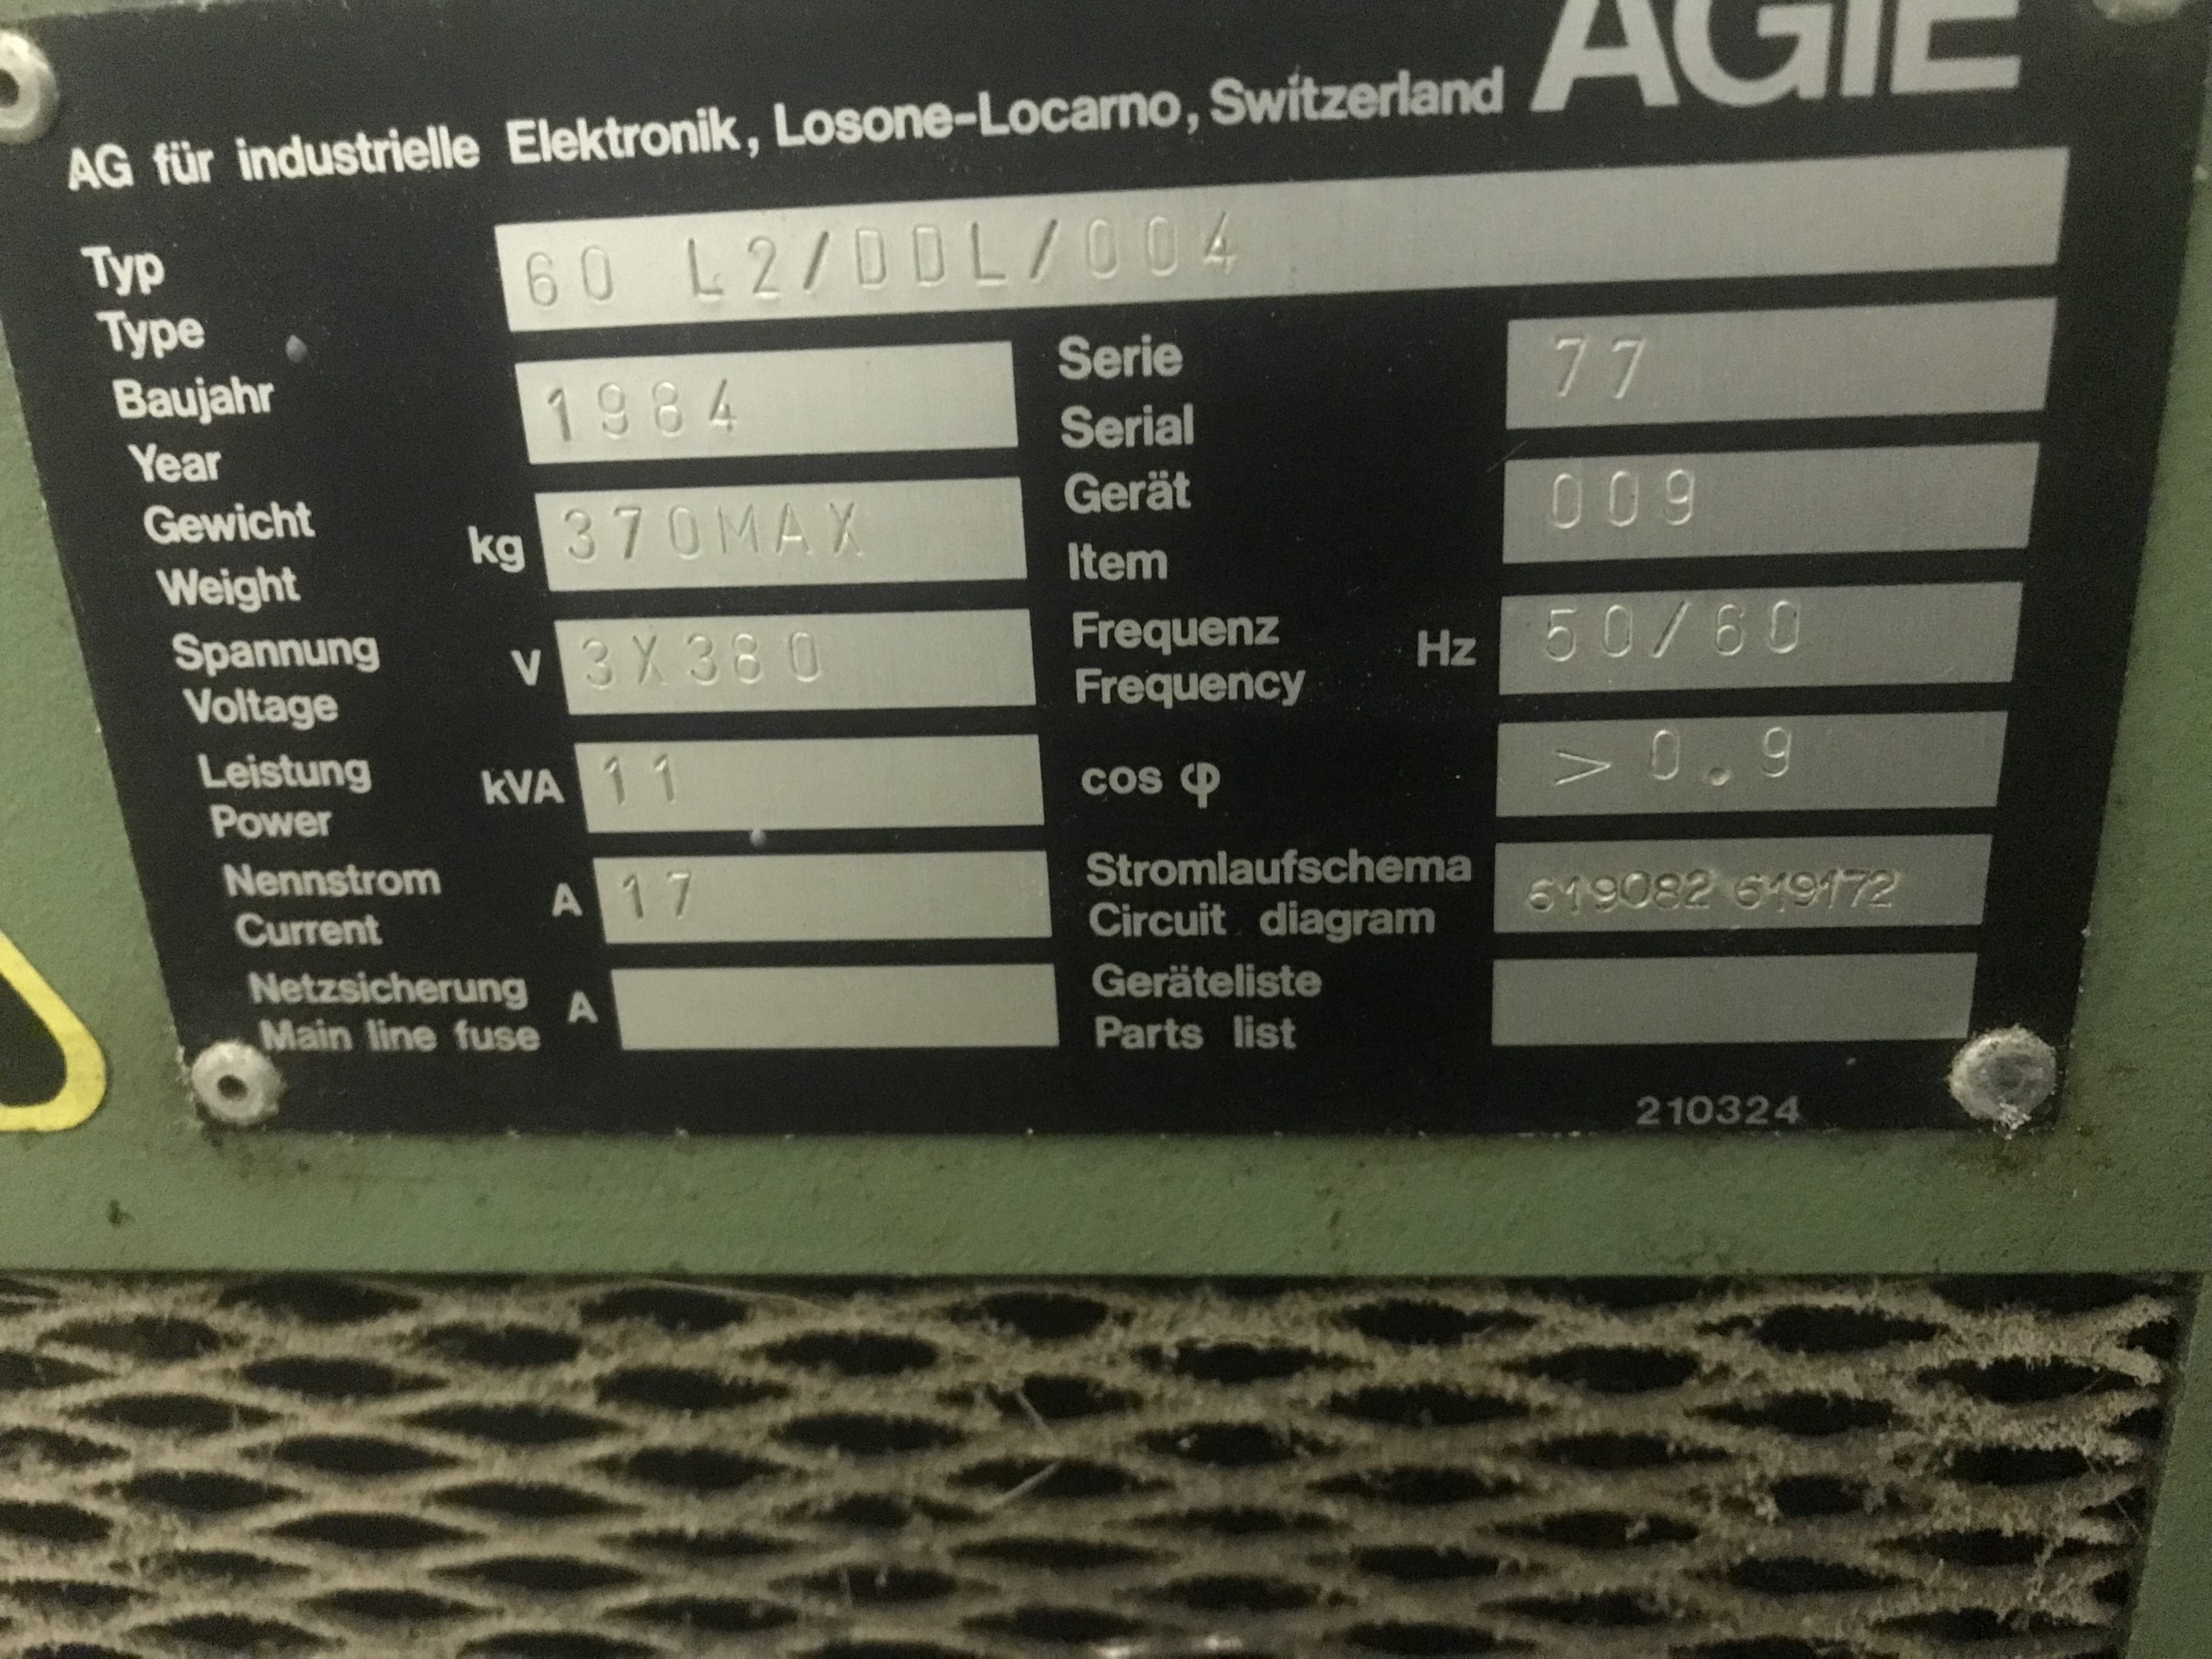 AGIE
AG für industrielle Elektronik, Losone-Locarno, Switzerland
Typ
Type
60 L2/DDL/004
Baujahr
Year
1984
Serie
Serial
77
Gewicht
Weight
kg
370MAX
Gerät
Item
009
Spannung
Voltage
V
3X380
Frequenz
Frequency
Hz
50/60
Leistung
Power
kVA
11
cos φ
> 0.9
Nennstrom
Current
A
17
Stromlaufschema
Circuit diagram
619082 619172
Netzsicherung
Main line fuse
A
Geräteliste
Parts list
210324